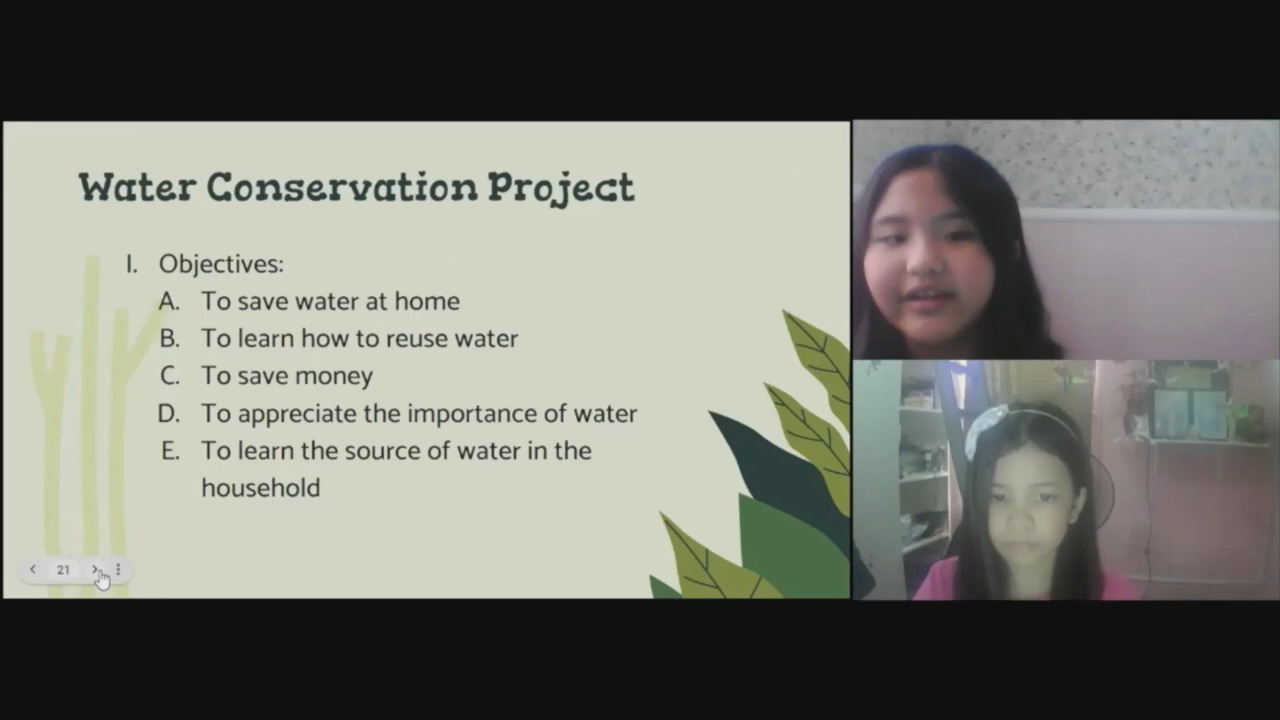 Water Conservation Project
I. Objectives:
A. To save water at home
B. To learn how to reuse water
C. To save money
D. To appreciate the importance of water
E. To learn the source of water in the
household
21